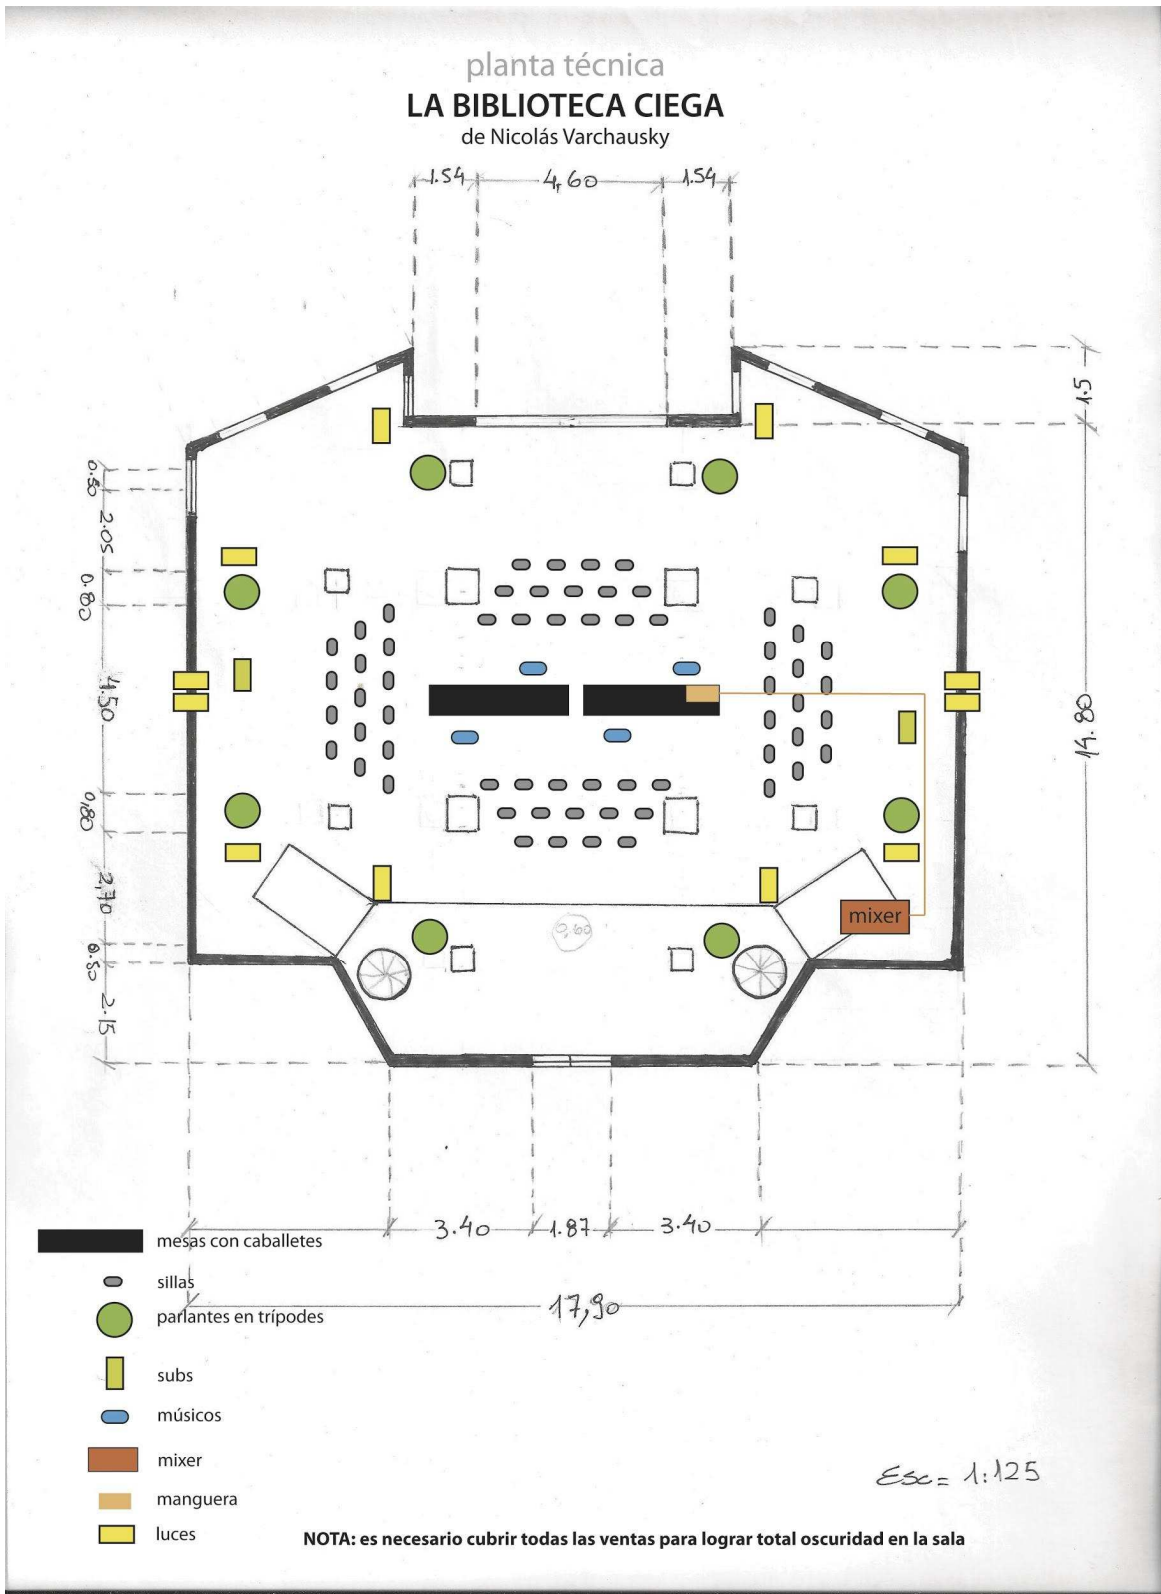 planta técnica
LA BIBLIOTECA CIEGA
de Nicolás Varchausky
1.54 4,60 1.54
1.5
14.80
0.50
2.05
0.80
4.50
0,80
2,70
0.50
2.15
mixer
0.60
3.40 1.87 3.40
17,90
mesas con caballetes
sillas
parlantes en trípodes
subs
músicos
mixer
manguera
luces
Esc= 1:125
NOTA: es necesario cubrir todas las ventas para lograr total oscuridad en la sala